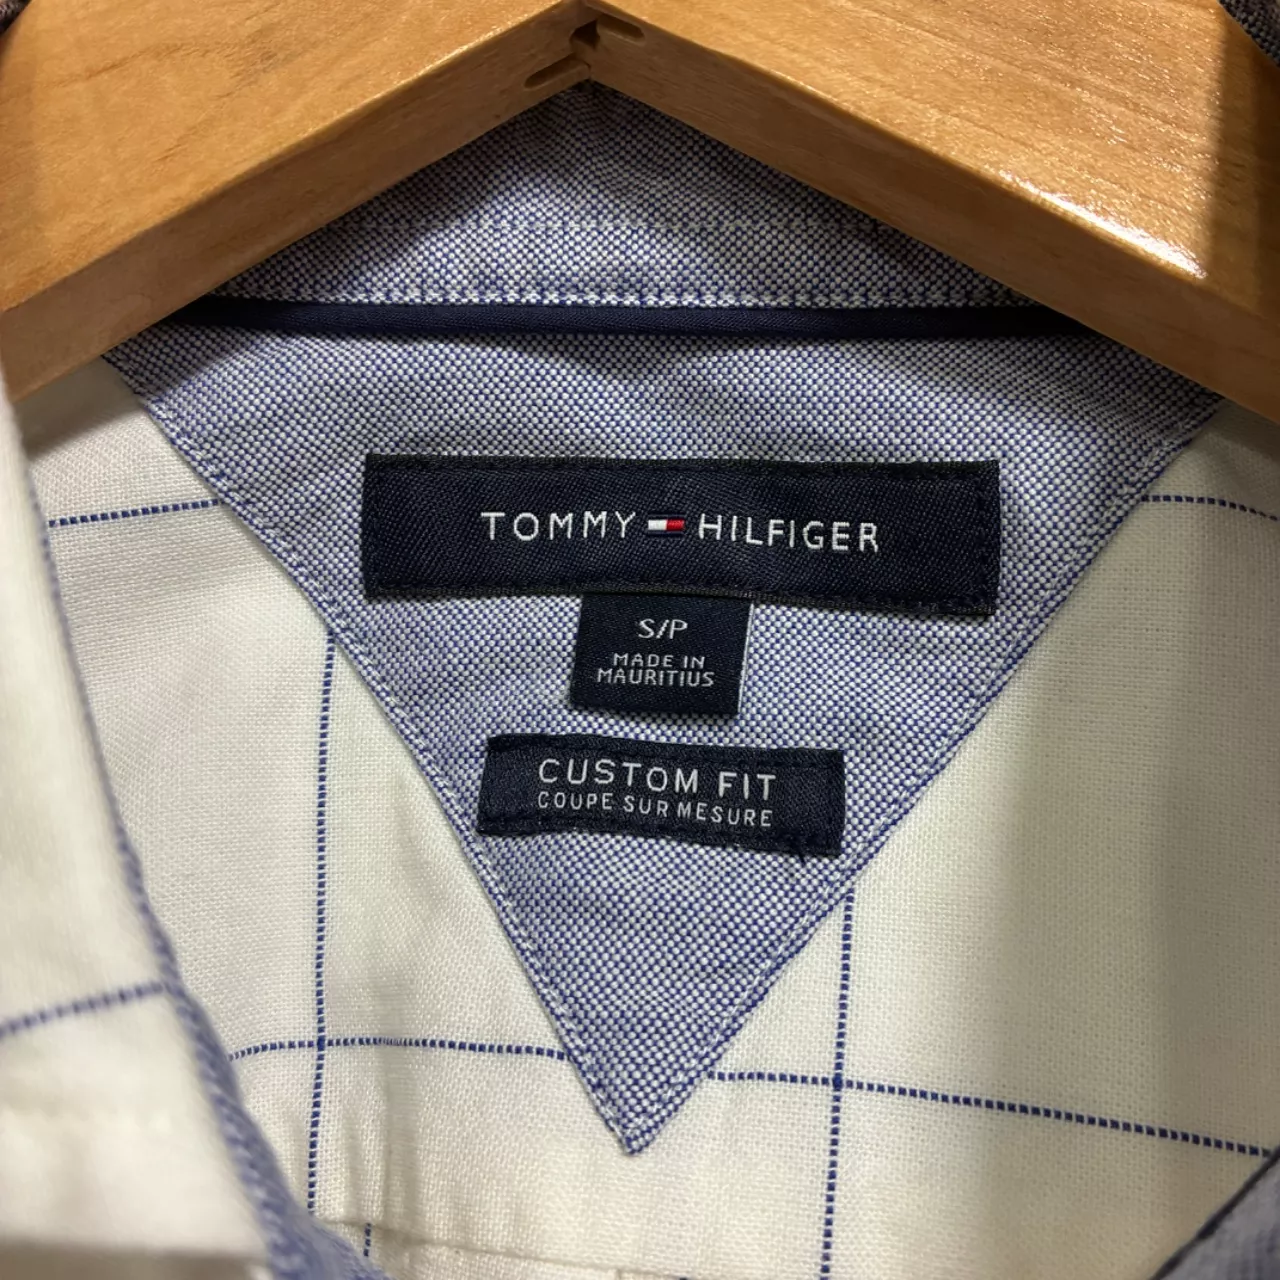 TOMMY HILFIGER
S/P
MADE IN
MAURITIUS
CUSTOM FIT
COUPE SUR MESURE